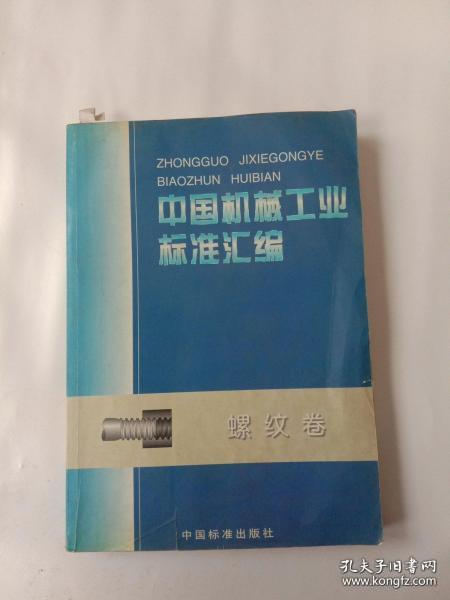 ZHONGGUO JIXIEGONGYE
BIAOZHUN HUIBIAN
中国机械工业
标准汇编
螺纹卷
中国标准出版社
孔夫子旧书网
www.kongfz.com